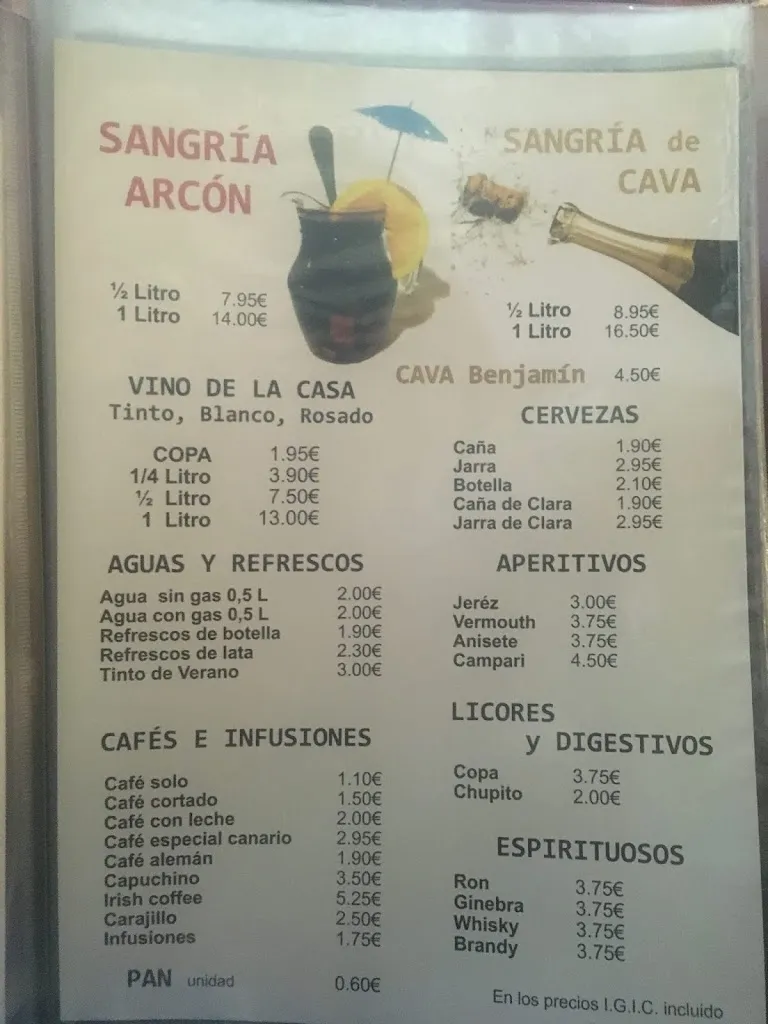 SANGRÍA
ARCÓN
½ Litro 7.95€
1 Litro 14.00€
SANGRÍA de
CAVA
½ Litro 8.95€
1 Litro 16.50€
CAVA Benjamín 4.50€
VINO DE LA CASA
Tinto, Blanco, Rosado
COPA 1.95€
1/4 Litro 3.90€
½ Litro 7.50€
1 Litro 13.00€
CERVEZAS
Caña 1.90€
Jarra 2.95€
Botella 2.10€
Caña de Clara 1.90€
Jarra de Clara 2.95€
AGUAS Y REFRESCOS
Agua sin gas 0,5 L 2.00€
Agua con gas 0,5 L 2.00€
Refrescos de botella 1.90€
Refrescos de lata 2.30€
Tinto de Verano 3.00€
APERITIVOS
Jeréz 3.00€
Vermouth 3.75€
Anisete 3.75€
Campari 4.50€
CAFÉS E INFUSIONES
Café solo 1.10€
Café cortado 1.50€
Café con leche 2.00€
Café especial canario 2.95€
Café alemán 1.90€
Capuchino 3.50€
Irish coffee 5.25€
Carajillo 2.50€
Infusiones 1.75€
PAN unidad 0.60€
LICORES
y DIGESTIVOS
Copa 3.75€
Chupito 2.00€
ESPIRITUOSOS
Ron 3.75€
Ginebra 3.75€
Whisky 3.75€
Brandy 3.75€
En los precios I.G.I.C. incluido